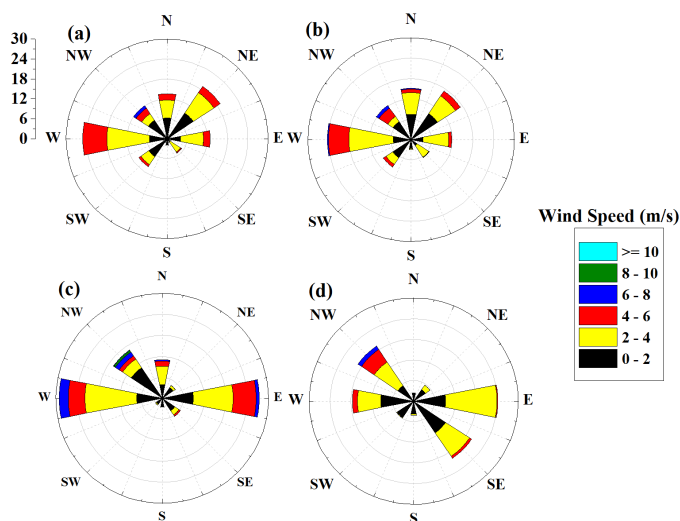 (a)
N
NE
E
SE
S
SW
W
NW
30
24
18
12
6
0
(b)
N
NE
E
SE
S
SW
W
NW
Wind Speed (m/s)
>= 10
8 - 10
6 - 8
4 - 6
2 - 4
0 - 2
(c)
N
NE
E
SE
S
SW
W
NW
(d)
N
NE
E
SE
S
SW
W
NW